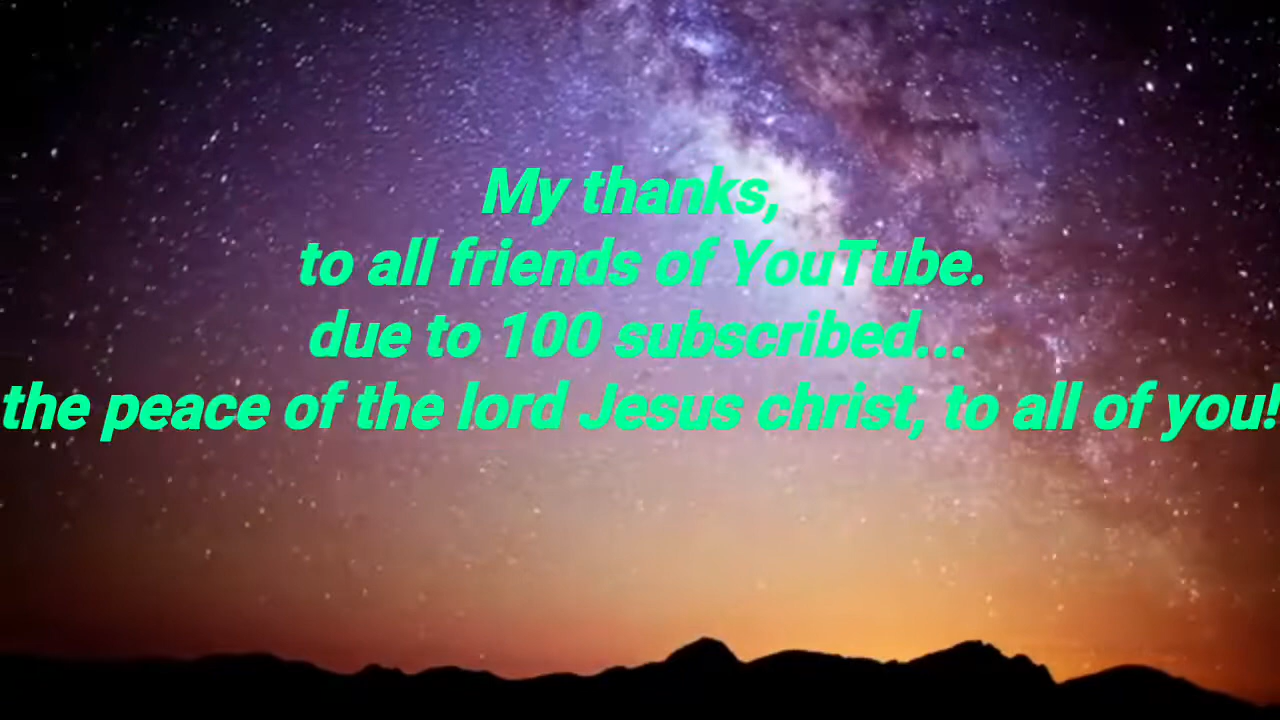 My thanks,
to all friends of YouTube.
due to 100 subscribed...
the peace of the lord Jesus christ, to all of you!